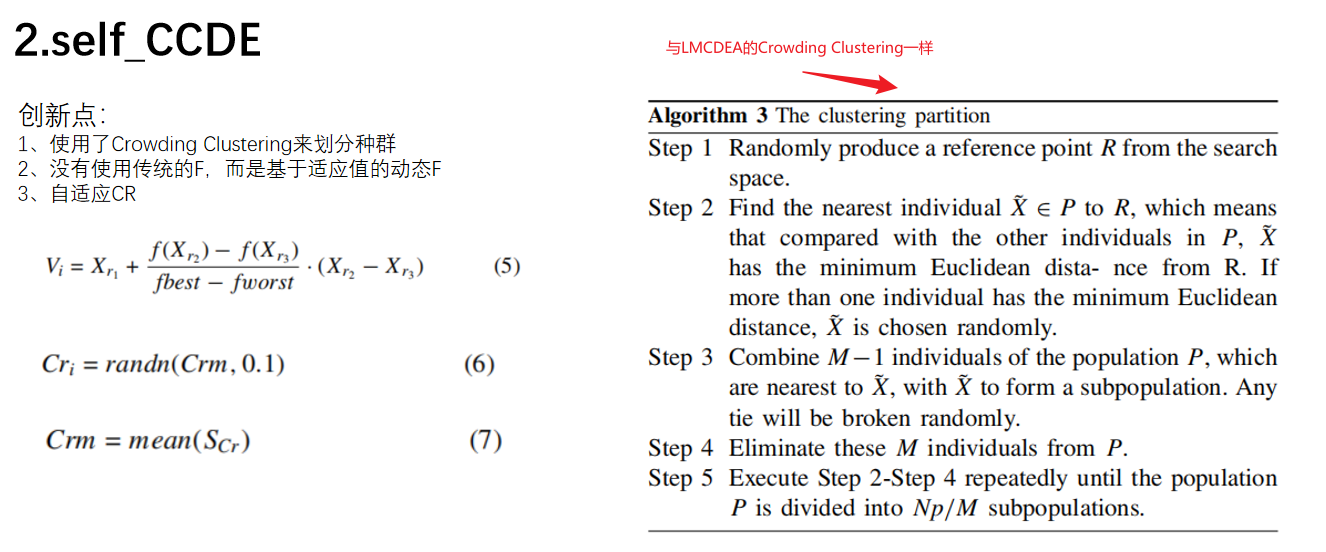 2.self_CCDE
创新点：
1、使用了Crowding Clustering来划分种群
2、没有使用传统的F，而是基于适应值的动态F
3、自适应CR
V_i = X_{r_1} + \frac{f(X_{r_2}) - f(X_{r_3})}{fbest - fworst} · (X_{r_2} - X_{r_3}) (5)
Cr_i = randn(Crm, 0.1) (6)
Crm = mean(S_{Cr}) (7)
与LMCDEA的Crowding Clustering一样
Algorithm 3 The clustering partition
Step 1 Randomly produce a reference point R from the search
space.
Step 2 Find the nearest individual X̃ ∈ P to R, which means
that compared with the other individuals in P, X̃
has the minimum Euclidean dista- nce from R. If
more than one individual has the minimum Euclidean
distance, X̃ is chosen randomly.
Step 3 Combine M−1 individuals of the population P, which
are nearest to X̃, with X̃ to form a subpopulation. Any
tie will be broken randomly.
Step 4 Eliminate these M individuals from P.
Step 5 Execute Step 2-Step 4 repeatedly until the population
P is divided into Np/M subpopulations.